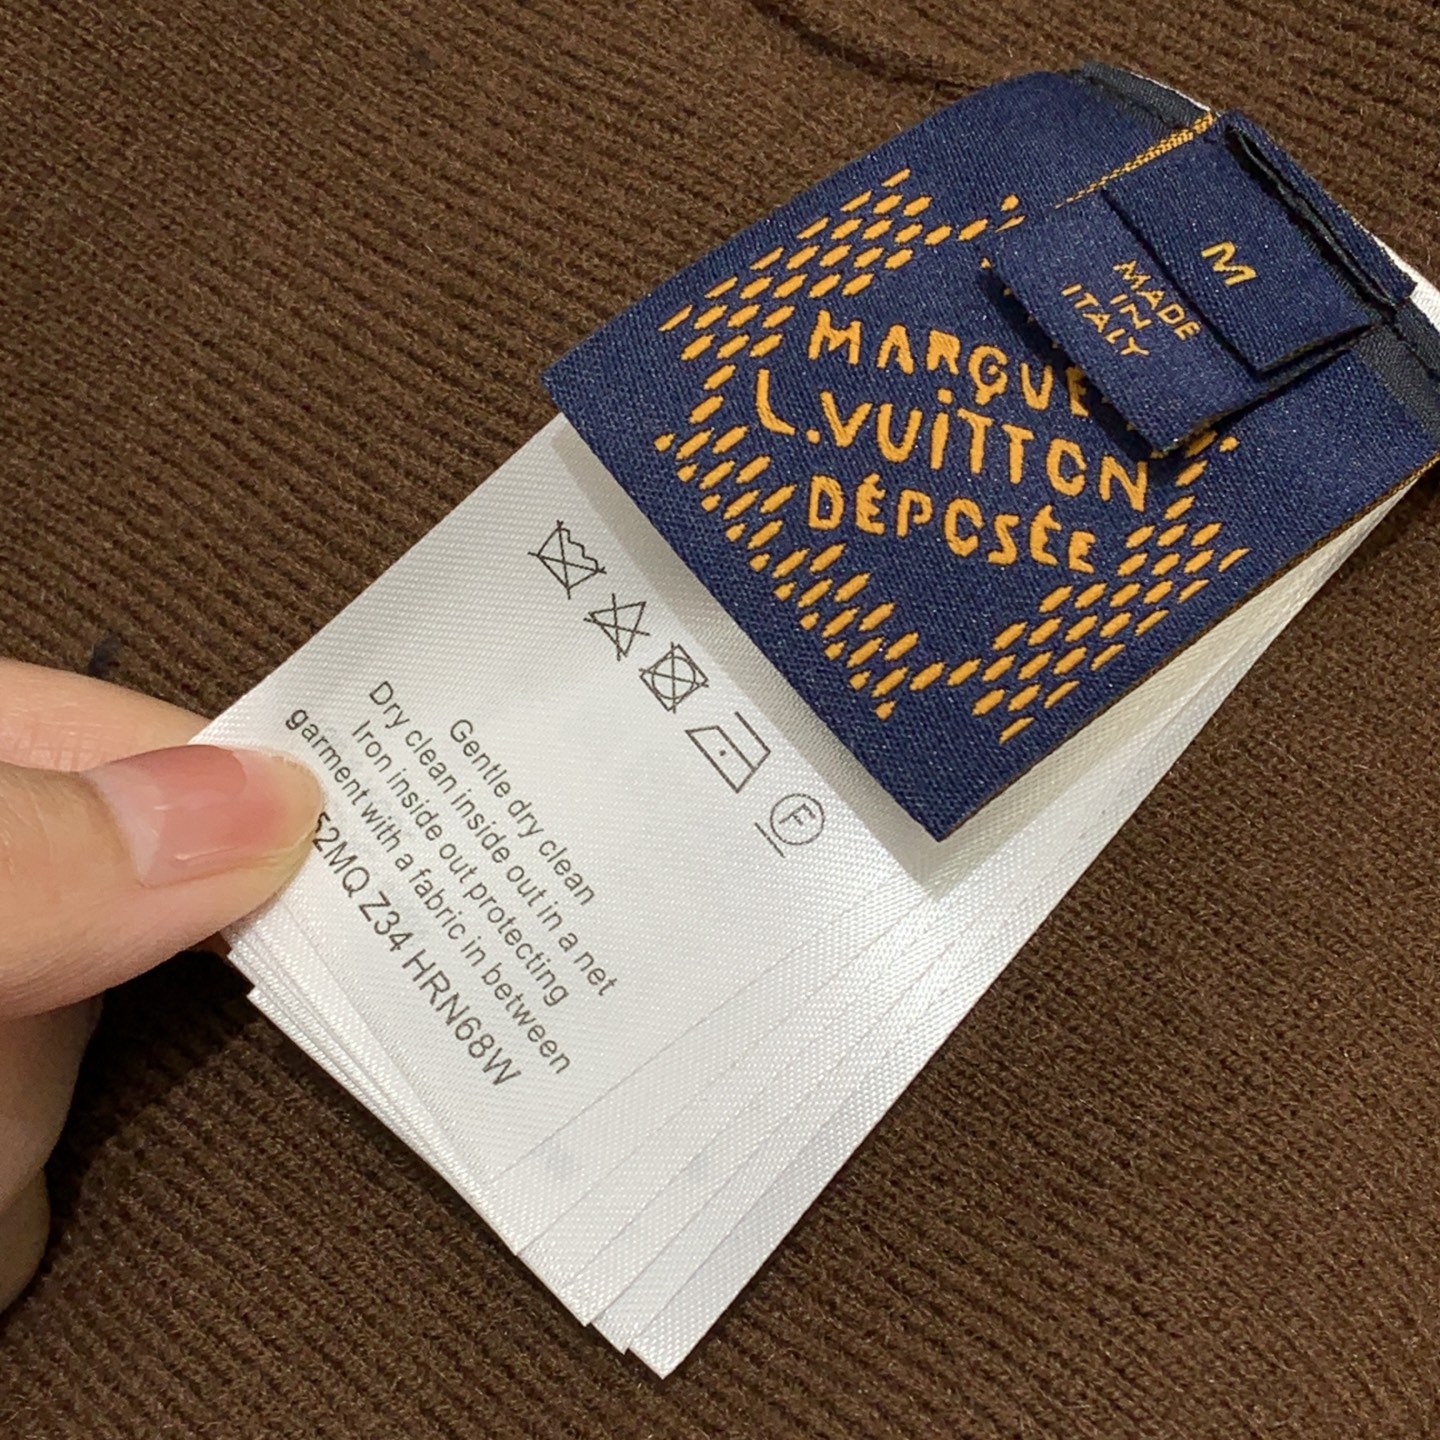 MARQUE
L.VUITTON
DÉPOSÉE
M
MADE
IN
ITALY
F
Gentle dry clean
Dry clean inside out in a net
Iron inside out protecting
garment with a fabric in between
52MQ Z34 HRN68W